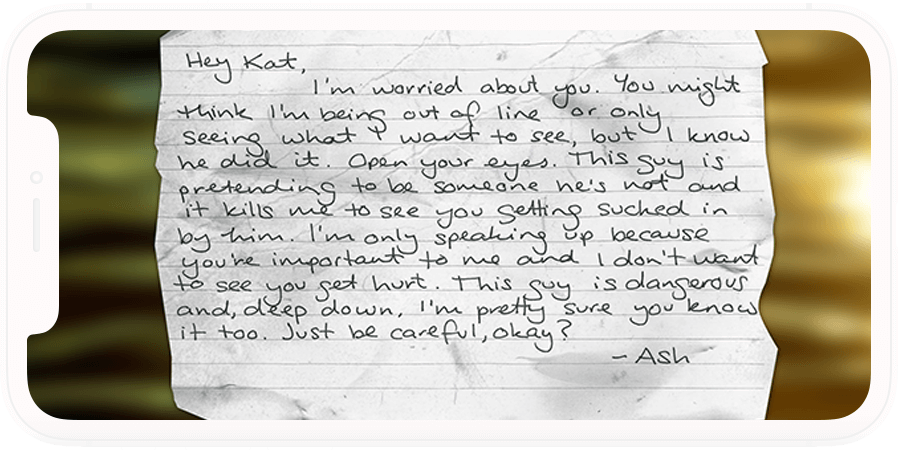 Hey Kat,
I'm worried about you. You might
think I'm being out of line or only
seeing what I want to see, but I know
he did it. Open your eyes. This guy is
pretending to be someone he's not and
it kills me to see you getting sucked in
by him. I'm only speaking up because
you're important to me and I don't want
to see you get hurt. This guy is dangerous
and, deep down, I'm pretty sure you know
it too. Just be careful, okay?
- Ash